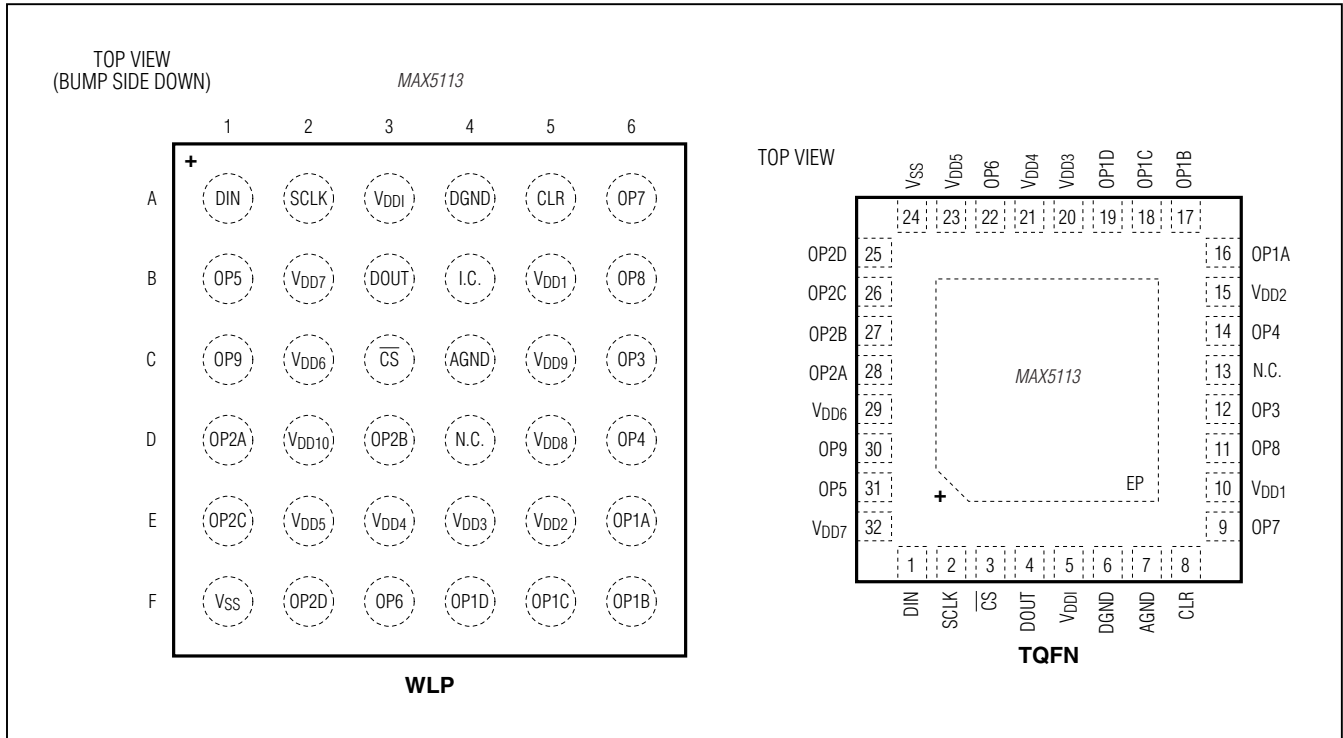 TOP VIEW
(BUMP SIDE DOWN)
MAX5113
1 2 3 4 5 6
+
A DIN SCLK VDDI DGND CLR OP7
B OP5 VDD7 DOUT I.C. VDD1 OP8
C OP9 VDD6 CS AGND VDD9 OP3
D OP2A VDD10 OP2B N.C. VDD8 OP4
E OP2C VDD5 VDD4 VDD3 VDD2 OP1A
F VSS OP2D OP6 OP1D OP1C OP1B
WLP
TOP VIEW
VSS VDD5 OP6 VDD4 VDD3 OP1D OP1C OP1B
24 23 22 21 20 19 18 17
OP2D 25 16 OP1A
OP2C 26 15 VDD2
OP2B 27 14 OP4
OP2A 28 MAX5113 13 N.C.
VDD6 29 12 OP3
OP9 30 11 OP8
OP5 31 + EP 10 VDD1
VDD7 32 9 OP7
1 2 3 4 5 6 7 8
DIN SCLK CS DOUT VDDI DGND AGND CLR
TQFN